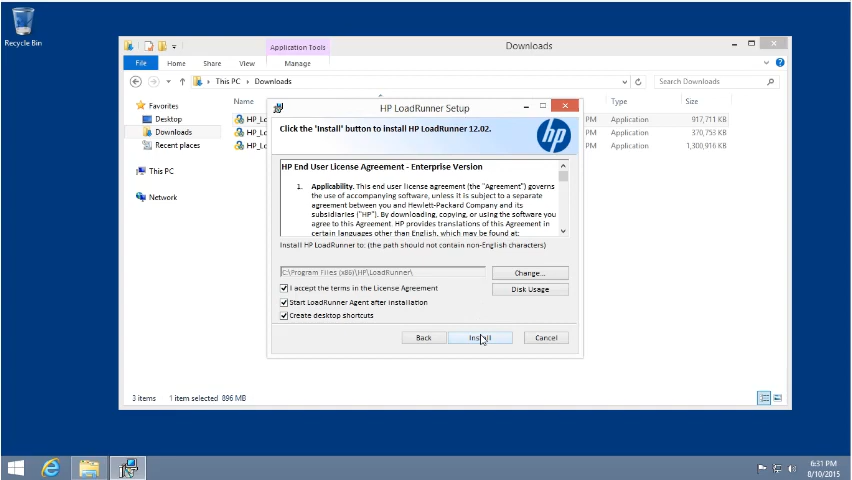 Recycle Bin
Application Tools
Downloads
File
Home
Share
View
Manage
This PC
Downloads
Search Downloads
Favorites
Desktop
Downloads
Recent places
This PC
Network
Name
Type
Size
HP_Lo
PM
Application
917,711 KB
HP_Lo
PM
Application
370,753 KB
HP_Lo
PM
Application
1,300,916 KB
HP LoadRunner Setup
Click the 'Install' button to install HP LoadRunner 12.02.
hp
HP End User License Agreement - Enterprise Version
1. Applicability. This end user license agreement (the "Agreement") governs
the use of accompanying software, unless it is subject to a separate
agreement between you and Hewlett-Packard Company and its
subsidiaries ("HP"). By downloading, copying, or using the software you
agree to this Agreement. HP provides translations of this Agreement in
certain languages other than English, which may be found at:
Install HP LoadRunner to: (the path should not contain non-English characters)
C:\Program Files (x86)\HP\LoadRunner\
Change...
I accept the terms in the License Agreement
Disk Usage
Start LoadRunner Agent after installation
Create desktop shortcuts
Back
Install
Cancel
3 items
1 item selected 896 MB
6:31 PM
8/10/2015